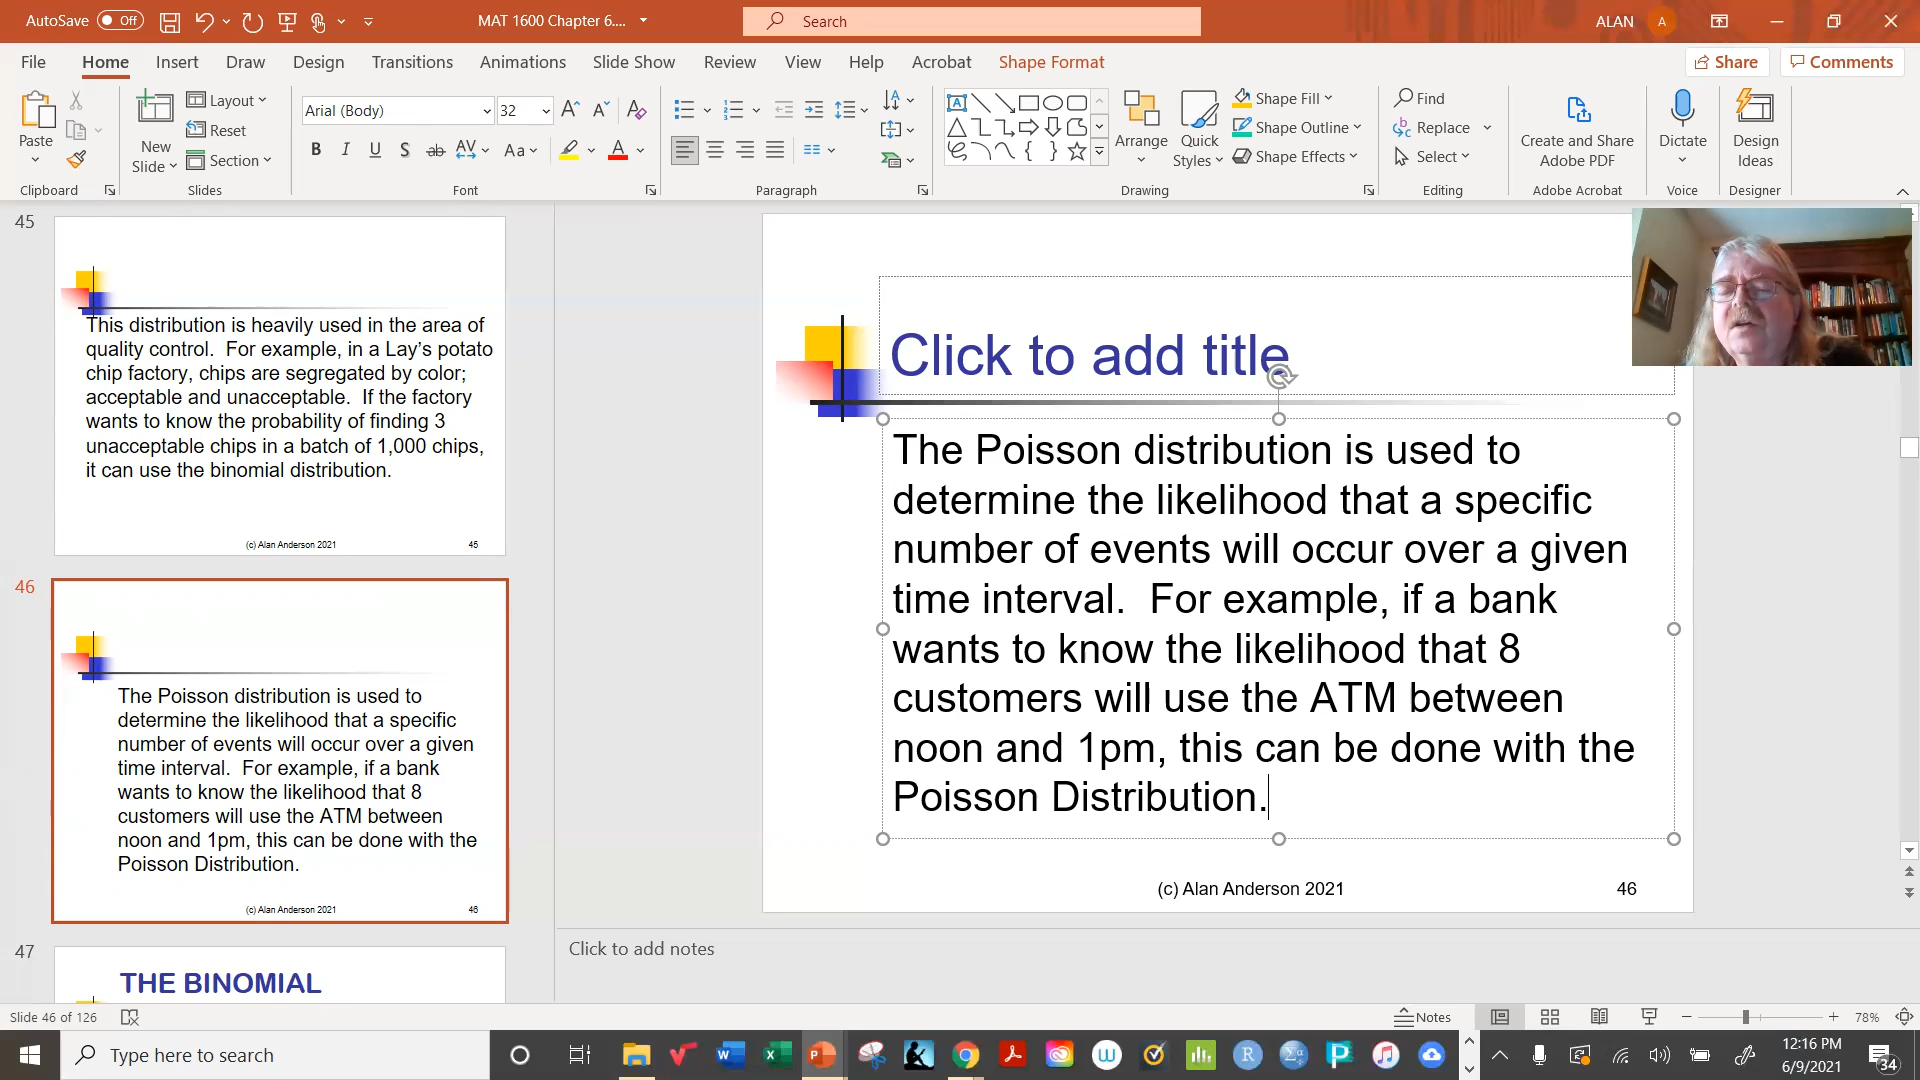 AutoSave Off
MAT 1600 Chapter 6....
Search
ALAN
A
File Home Insert Draw Design Transitions Animations Slide Show Review View Help Acrobat Shape Format
Share
Comments
Paste
Clipboard
New
Slide
Layout
Reset
Section
Slides
Arial (Body)
32
B I U S ab AV Aa A
Font
Paragraph
Arrange
Quick
Styles
Shape Fill
Shape Outline
Shape Effects
Drawing
Find
Replace
Select
Editing
Create and Share
Adobe PDF
Adobe Acrobat
Dictate
Voice
Design
Ideas
Designer
45
This distribution is heavily used in the area of
quality control.  For example, in a Lay's potato
chip factory, chips are segregated by color;
acceptable and unacceptable.  If the factory
wants to know the probability of finding 3
unacceptable chips in a batch of 1,000 chips,
it can use the binomial distribution.
(c) Alan Anderson 2021
45
46
The Poisson distribution is used to
determine the likelihood that a specific
number of events will occur over a given
time interval.  For example, if a bank
wants to know the likelihood that 8
customers will use the ATM between
noon and 1pm, this can be done with the
Poisson Distribution.
(c) Alan Anderson 2021
46
47
THE BINOMIAL
Click to add title
The Poisson distribution is used to
determine the likelihood that a specific
number of events will occur over a given
time interval.  For example, if a bank
wants to know the likelihood that 8
customers will use the ATM between
noon and 1pm, this can be done with the
Poisson Distribution.
(c) Alan Anderson 2021
46
Click to add notes
Slide 46 of 126
Notes
78%
Type here to search
12:16 PM
6/9/2021
34